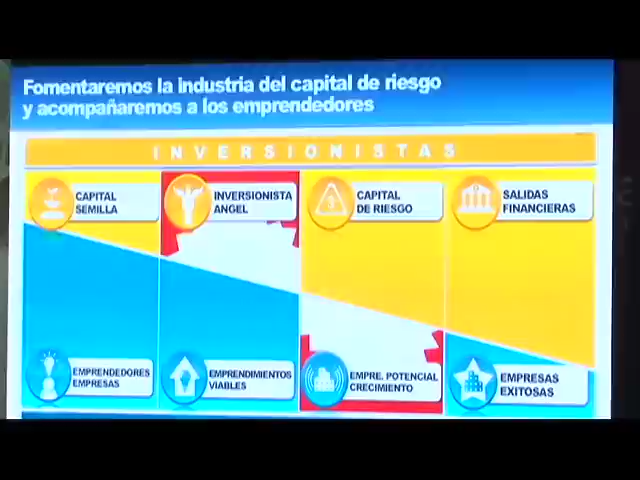 Fomentaremos la industria del capital de riesgo
y acompañaremos a los emprendedores
INVERSIONISTAS
CAPITAL
SEMILLA
INVERSIONISTA
ANGEL
CAPITAL
DE RIESGO
SALIDAS
FINANCIERAS
EMPRENDEDORES
EMPRESAS
EMPRENDIMIENTOS
VIABLES
EMPRE. POTENCIAL
CRECIMIENTO
EMPRESAS
EXITOSAS